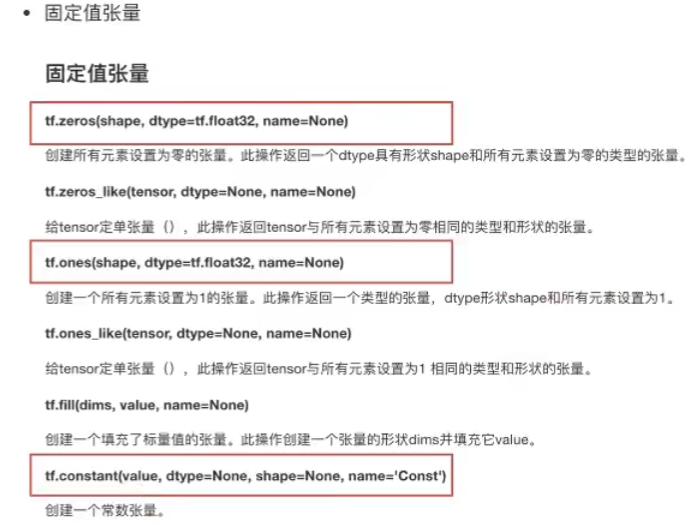 • 固定值张量
固定值张量
tf.zeros(shape, dtype=tf.float32, name=None)
创建所有元素设置为零的张量。此操作返回一个dtype具有形状shape和所有元素设置为零的类型的张量。
tf.zeros_like(tensor, dtype=None, name=None)
给tensor定单张量（），此操作返回tensor与所有元素设置为零相同的类型和形状的张量。
tf.ones(shape, dtype=tf.float32, name=None)
创建一个所有元素设置为1的张量。此操作返回一个类型的张量，dtype形状shape和所有元素设置为1。
tf.ones_like(tensor, dtype=None, name=None)
给tensor定单张量（），此操作返回tensor与所有元素设置为1 相同的类型和形状的张量。
tf.fill(dims, value, name=None)
创建一个填充了标量值的张量。此操作创建一个张量的形状dims并填充它value。
tf.constant(value, dtype=None, shape=None, name='Const')
创建一个常数张量。